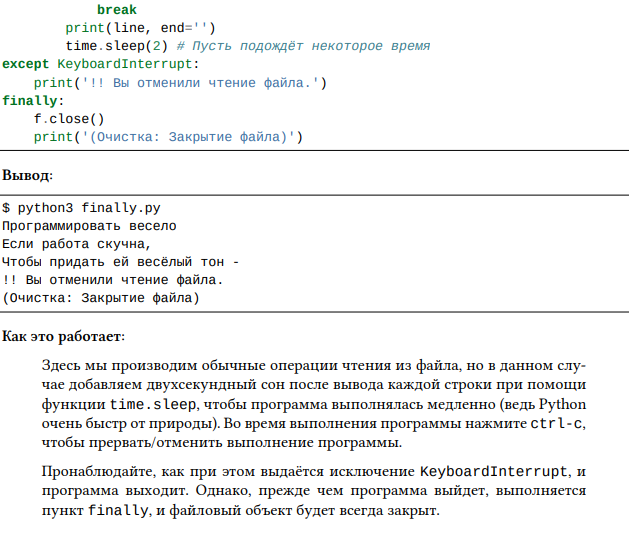 break
print(line, end='')
time.sleep(2) # Пусть подождёт некоторое время
except KeyboardInterrupt:
print('!! Вы отменили чтение файла.')
finally:
f.close()
print('(Очистка: Закрытие файла)')
Вывод:
$ python3 finally.py
Программировать весело
Если работа скучна,
Чтобы придать ей весёлый тон -
!! Вы отменили чтение файла.
(Очистка: Закрытие файла)
Как это работает:
Здесь мы производим обычные операции чтения из файла, но в данном слу-
чае добавляем двухсекундный сон после вывода каждой строки при помощи
функции time.sleep, чтобы программа выполнялась медленно (ведь Python
очень быстр от природы). Во время выполнения программы нажмите ctrl-c,
чтобы прервать/отменить выполнение программы.
Пронаблюдайте, как при этом выдаётся исключение KeyboardInterrupt, и
программа выходит. Однако, прежде чем программа выйдет, выполняется
пункт finally, и файловый объект будет всегда закрыт.